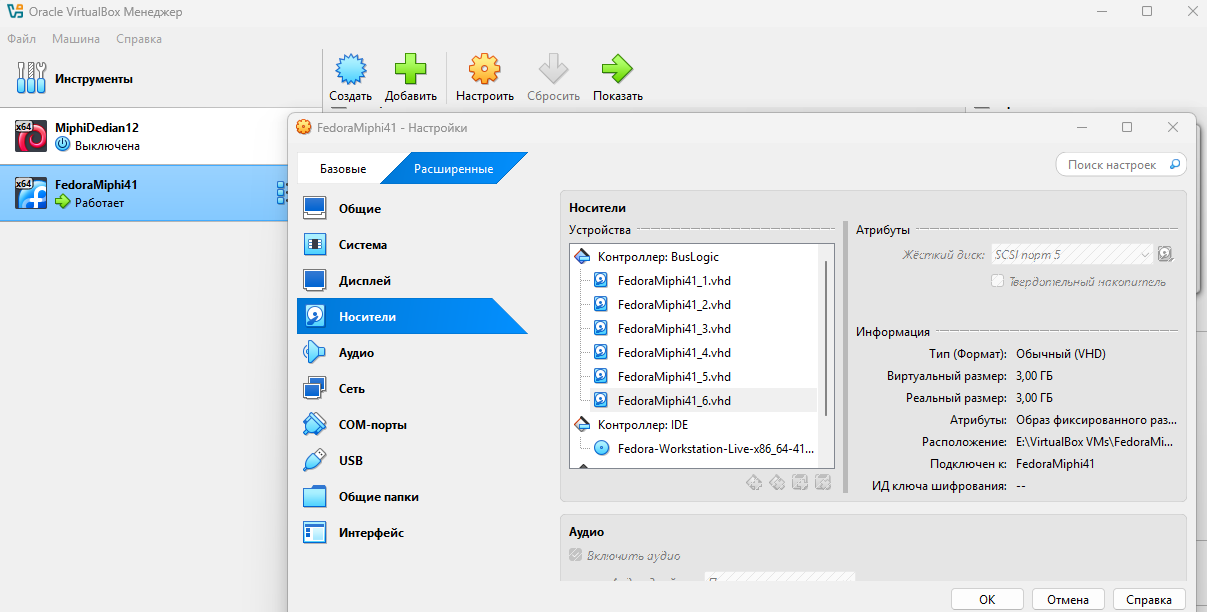 Oracle VirtualBox Менеджер
Файл Машина Справка
Инструменты
Создать Добавить Настроить Сбросить Показать
x64 MiphiDedian12
Выключена
x64 FedoraMiphi41
Работает
FedoraMiphi41 - Настройки
Базовые Расширенные
Поиск настроек
Общие
Система
Дисплей
Носители
Аудио
Сеть
COM-порты
USB
Общие папки
Интерфейс
Носители
Устройства
Контроллер: BusLogic
FedoraMiphi41_1.vhd
FedoraMiphi41_2.vhd
FedoraMiphi41_3.vhd
FedoraMiphi41_4.vhd
FedoraMiphi41_5.vhd
FedoraMiphi41_6.vhd
Контроллер: IDE
Fedora-Workstation-Live-x86_64-41...
Атрибуты
Жёсткий диск: SCSI порт 5
Твердотельный накопитель
Информация
Тип (Формат): Обычный (VHD)
Виртуальный размер: 3,00 ГБ
Реальный размер: 3,00 ГБ
Атрибуты: Образ фиксированного раз...
Расположение: E:\VirtualBox VMs\FedoraMi...
Подключен к: FedoraMiphi41
ИД ключа шифрования: --
Аудио
Включить аудио
OK Отмена Справка